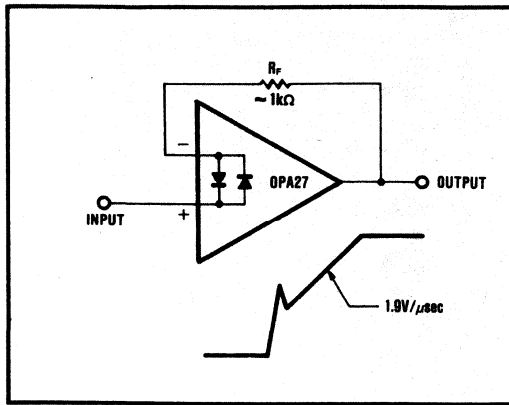 R_F
~ 1kΩ
−
OPA27
OUTPUT
INPUT
+
1.9V/μsec